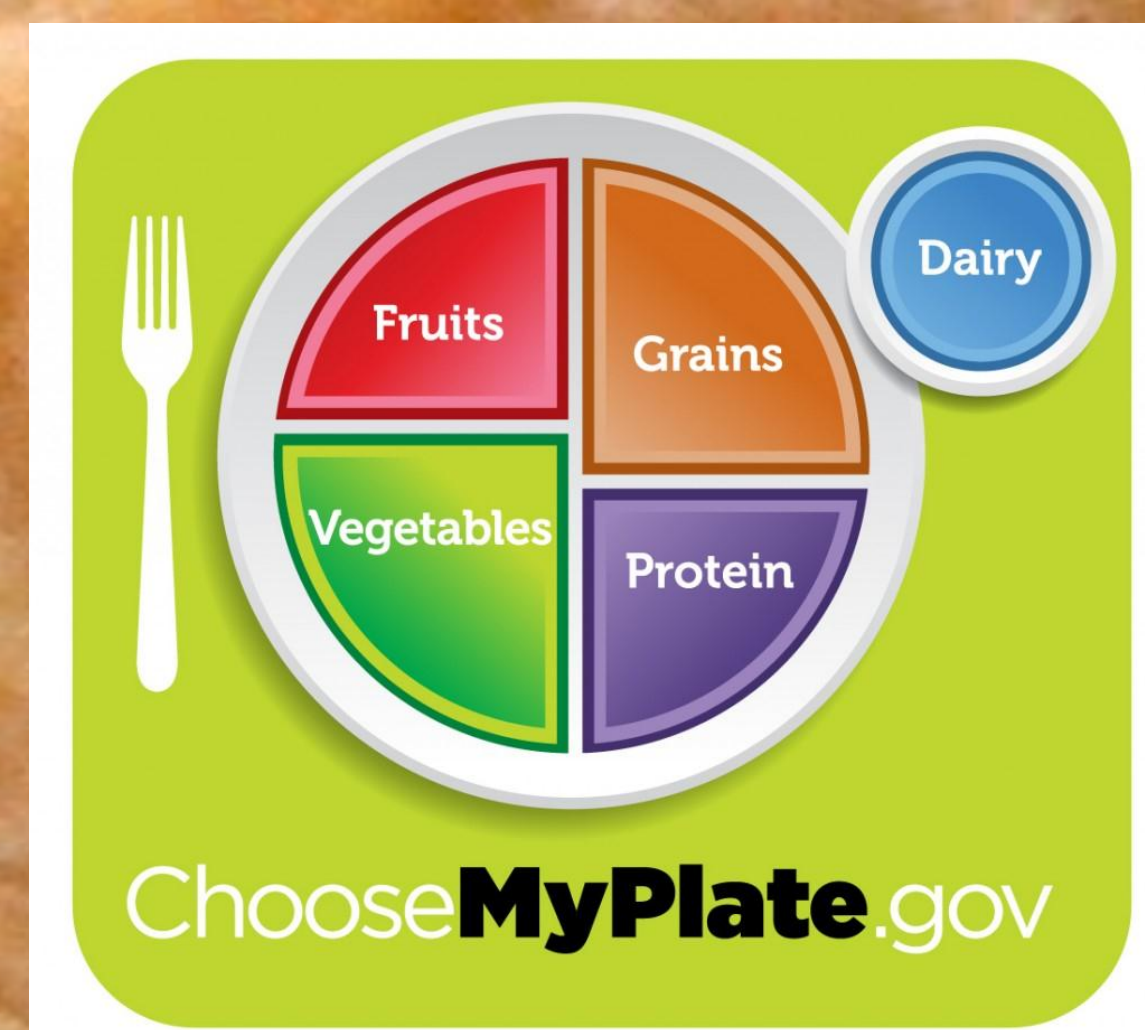 Dairy
Fruits
Grains
Vegetables
Protein
ChooseMyPlate.gov